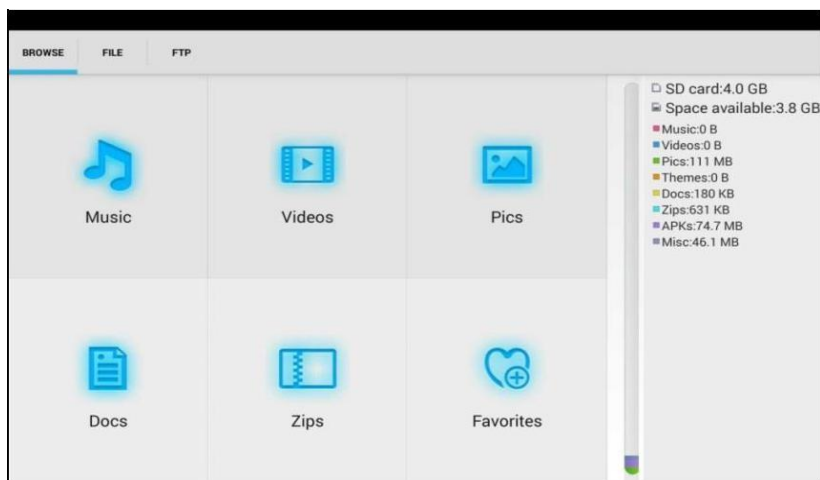 BROWSE FILE FTP
Music Videos Pics
Docs Zips Favorites
SD card:4.0 GB
Space available:3.8 GB
Music:0 B
Videos:0 B
Pics:111 MB
Themes:0 B
Docs:180 KB
Zips:631 KB
APKs:74.7 MB
Misc:46.1 MB